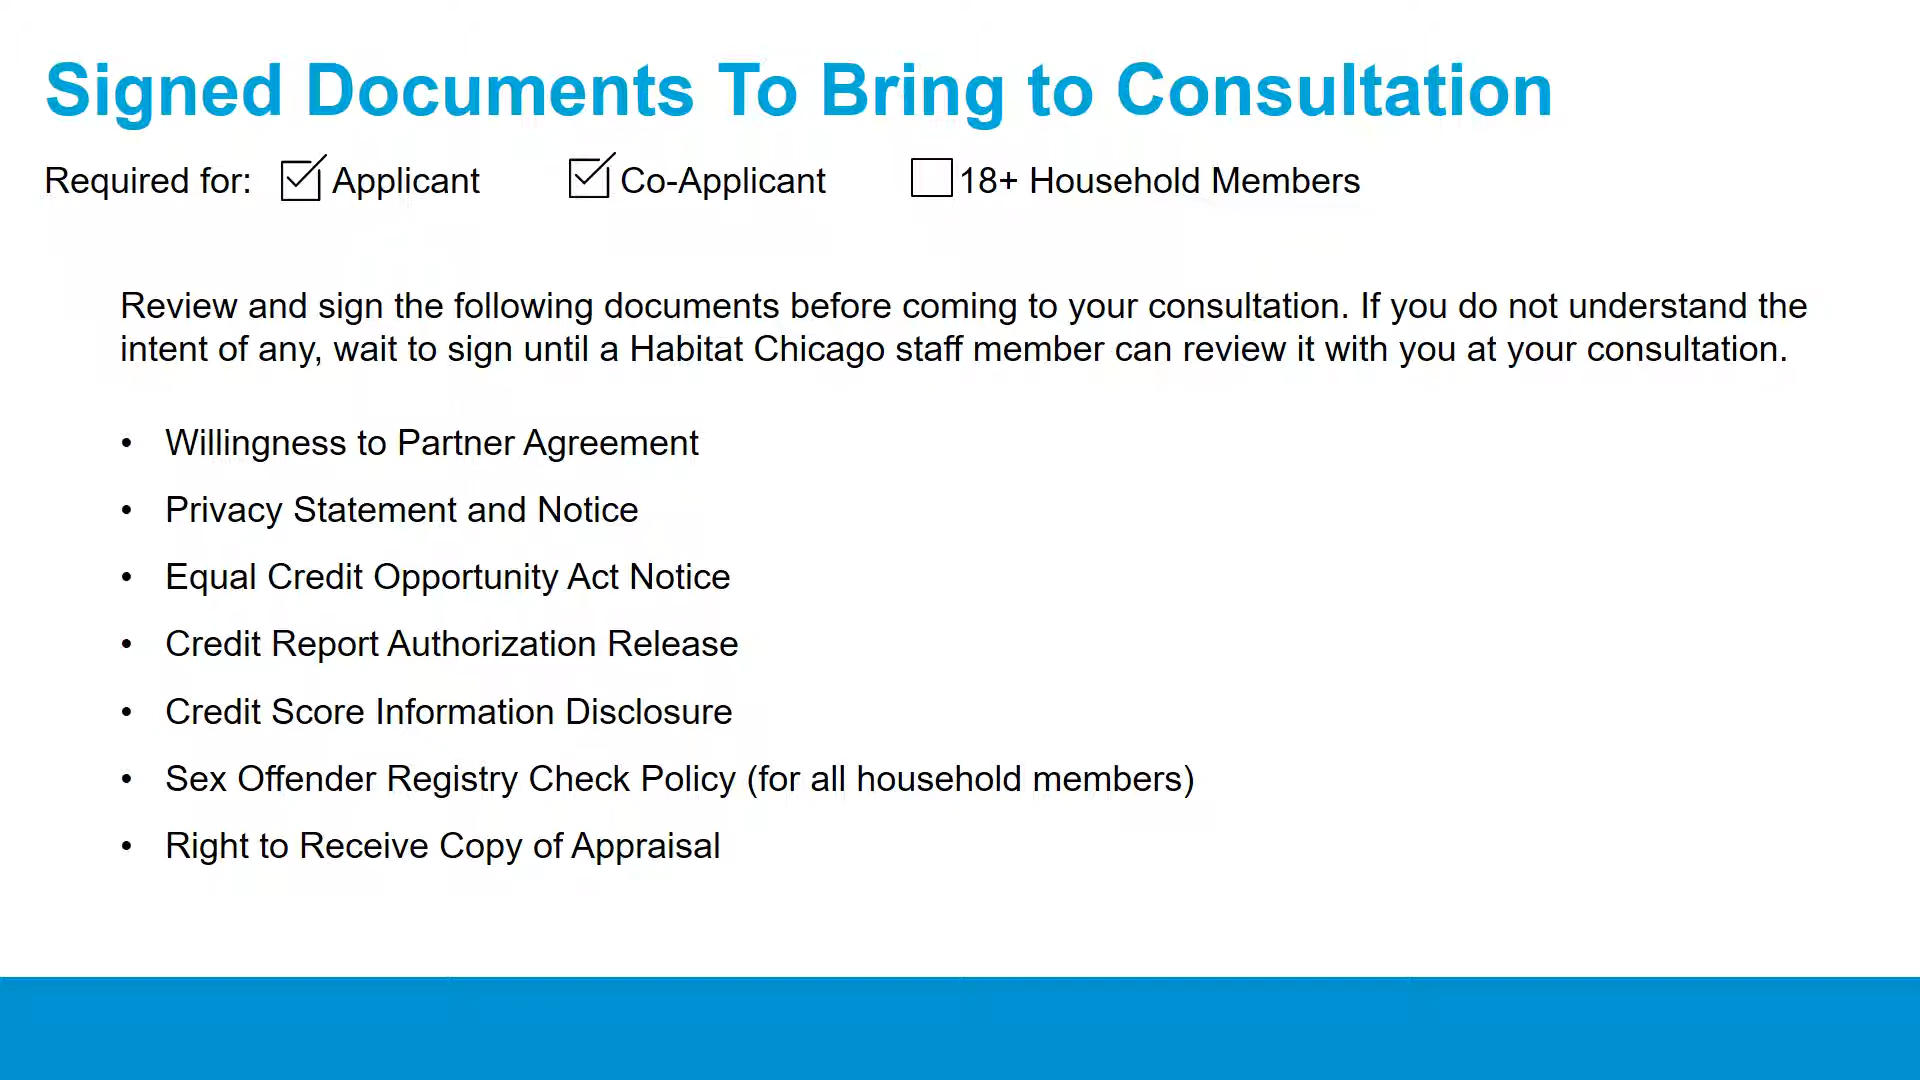 Signed Documents To Bring to Consultation
Required for: Applicant Co-Applicant 18+ Household Members
Review and sign the following documents before coming to your consultation. If you do not understand the
intent of any, wait to sign until a Habitat Chicago staff member can review it with you at your consultation.
• Willingness to Partner Agreement
• Privacy Statement and Notice
• Equal Credit Opportunity Act Notice
• Credit Report Authorization Release
• Credit Score Information Disclosure
• Sex Offender Registry Check Policy (for all household members)
• Right to Receive Copy of Appraisal